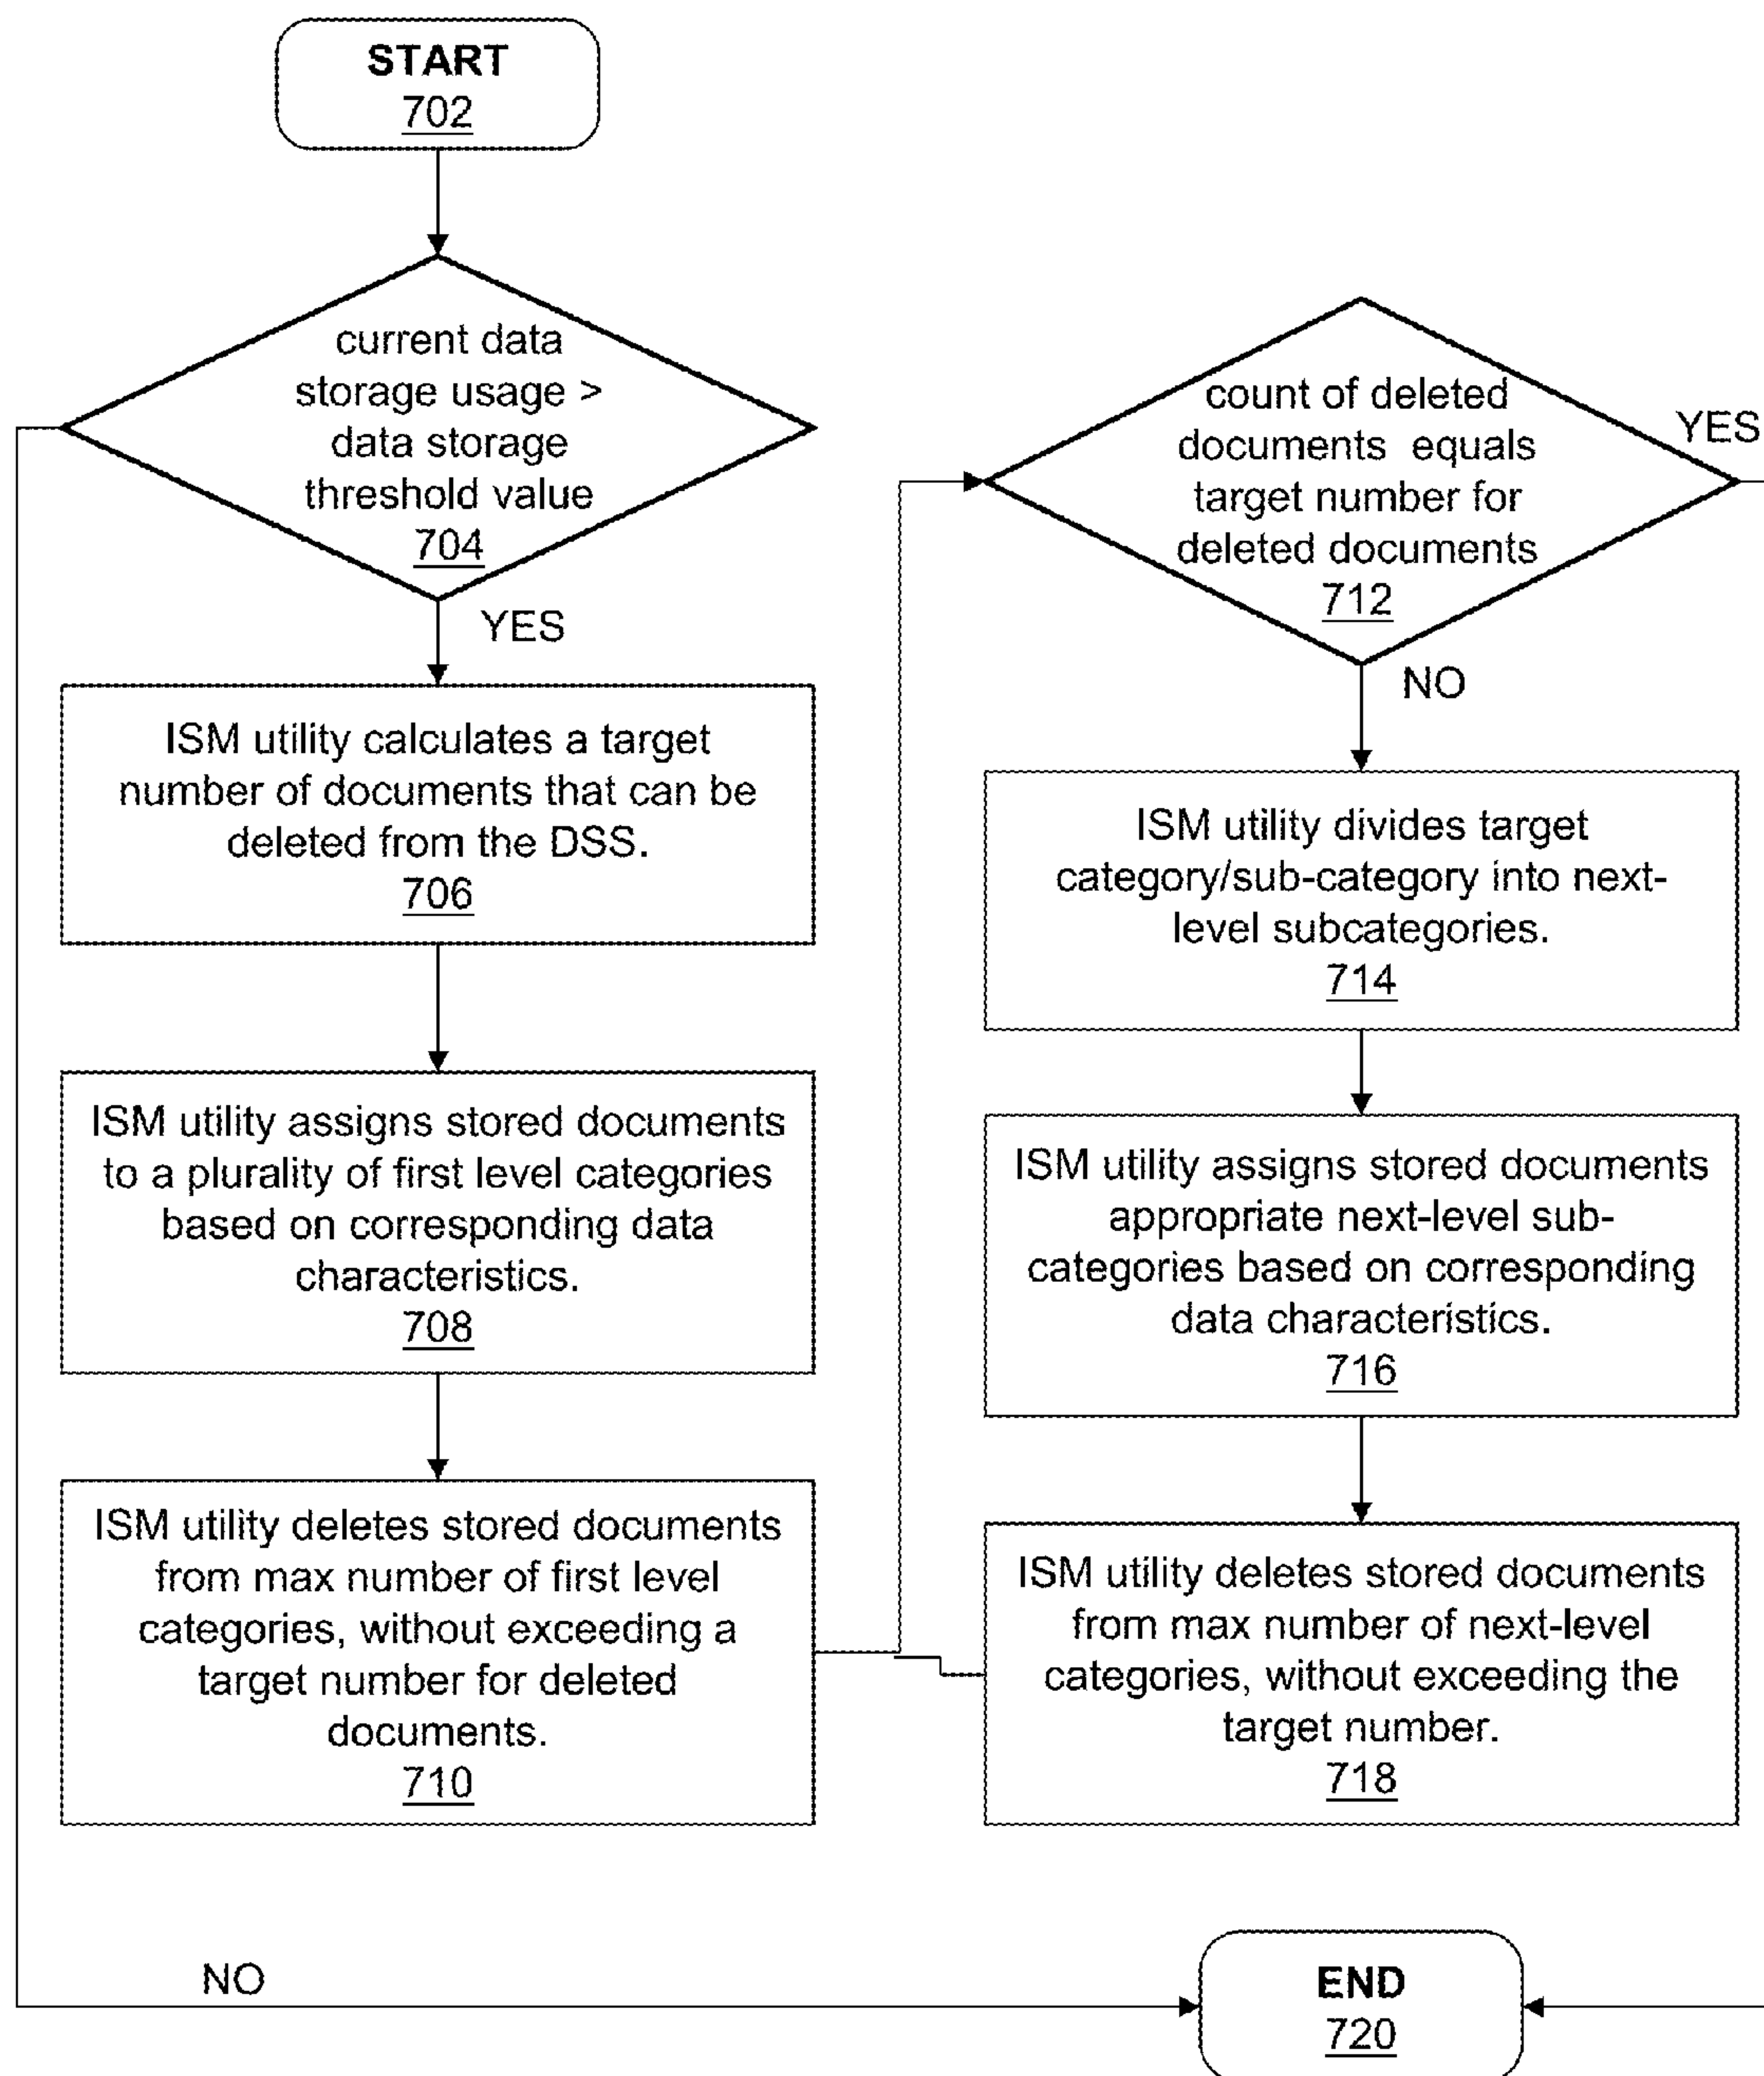 START
702
current data
storage usage >
data storage
threshold value
704
YES
ISM utility calculates a target
number of documents that can be
deleted from the DSS.
706
ISM utility assigns stored documents
to a plurality of first level categories
based on corresponding data
characteristics.
708
ISM utility deletes stored documents
from max number of first level
categories, without exceeding a
target number for deleted
documents.
710
NO
count of deleted
documents equals
target number for
deleted documents
712
YES
NO
ISM utility divides target
category/sub-category into next-
level subcategories.
714
ISM utility assigns stored documents
appropriate next-level sub-
categories based on corresponding
data characteristics.
716
ISM utility deletes stored documents
from max number of next-level
categories, without exceeding the
target number.
718
END
720